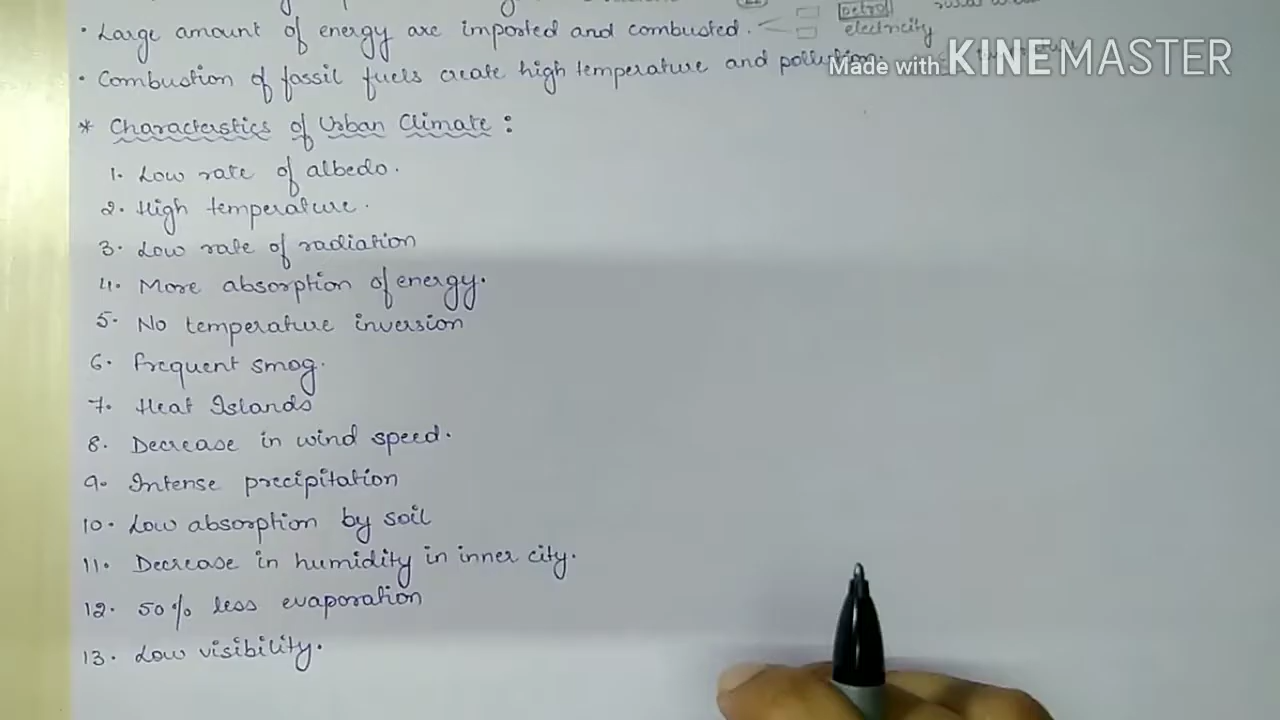 petrol
• Large amount of energy are imported and combusted.
electricity
• Combustion of fossil fuels create high temperature and pollution
Made with KINEMASTER
* Characterstics of Urban Climate :
1. Low rate of albedo.
2. High temperature.
3. Low rate of radiation
4. More absorption of energy.
5. No temperature inversion
6. Frequent smog.
7. Heat Islands
8. Decrease in wind speed.
9. Intense precipitation
10. Low absorption by soil
11. Decrease in humidity in inner city.
12. 50% less evaporation
13. Low visibility.